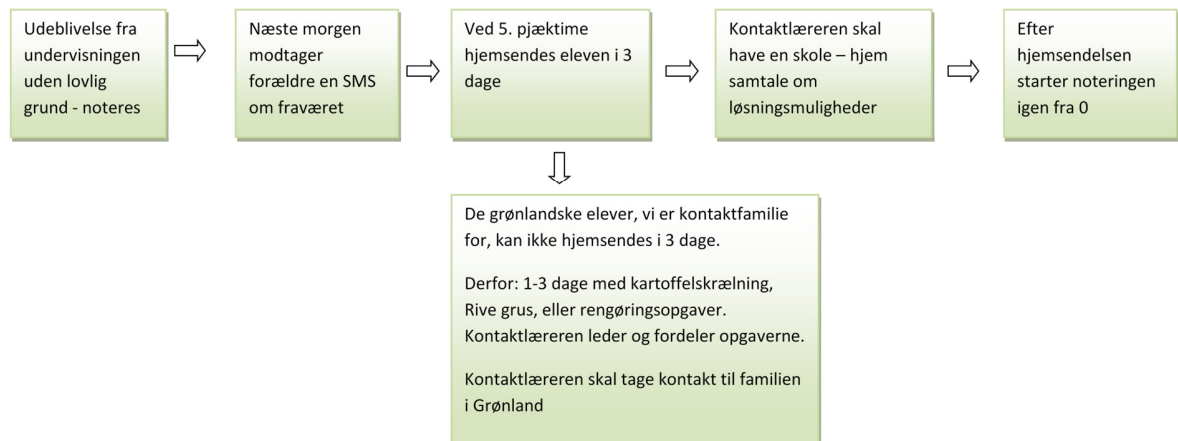 Udeblivelse fra
undervisningen
uden lovlig
grund - noteres
Næste morgen
modtager
forældre en SMS
om fraværet
Ved 5. pjæktime
hjemsendes eleven i 3
dage
Kontaktlæreren skal
have en skole – hjem
samtale om
løsningsmuligheder
Efter
hjemsendelsen
starter noteringen
igen fra 0
De grønlandske elever, vi er kontaktfamilie
for, kan ikke hjemsendes i 3 dage.
Derfor: 1-3 dage med kartoffelskrælning,
Rive grus, eller rengøringsopgaver.
Kontaktlæreren leder og fordeler opgaverne.
Kontaktlæreren skal tage kontakt til familien
i Grønland